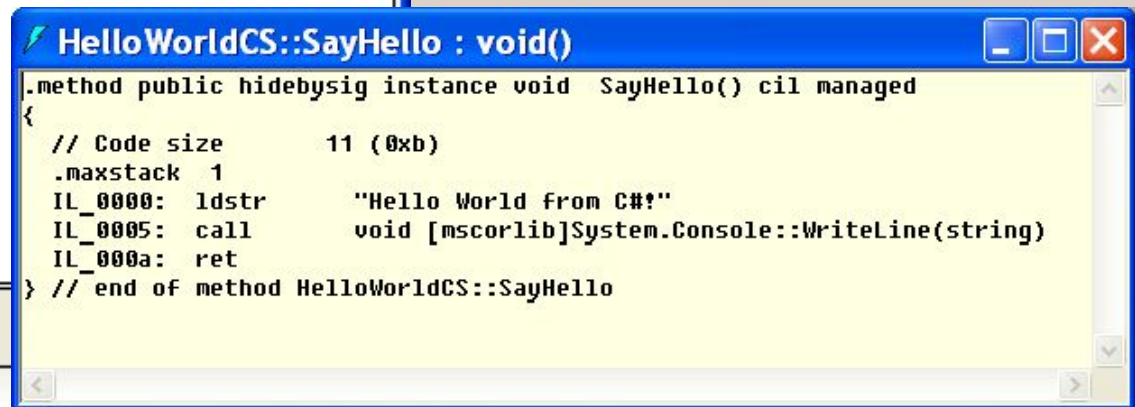 HelloWorldCS::SayHello : void()
.method public hidebysig instance void  SayHello() cil managed
{
  // Code size       11 (0xb)
  .maxstack  1
  IL_0000:  ldstr      "Hello World from C#!"
  IL_0005:  call       void [mscorlib]System.Console::WriteLine(string)
  IL_000a:  ret
} // end of method HelloWorldCS::SayHello